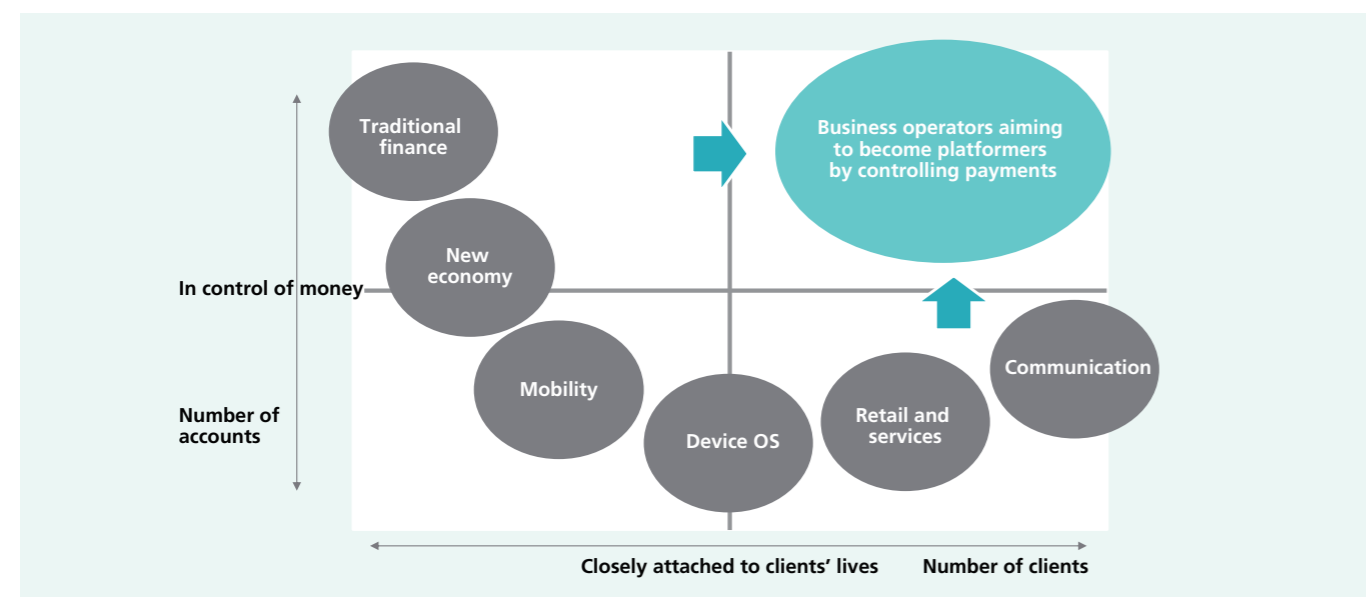 Traditional
finance
Business operators aiming
to become platformers
by controlling payments
New
economy
In control of money
Mobility
Communication
Number of
accounts
Device OS
Retail and
services
Closely attached to clients’ lives
Number of clients